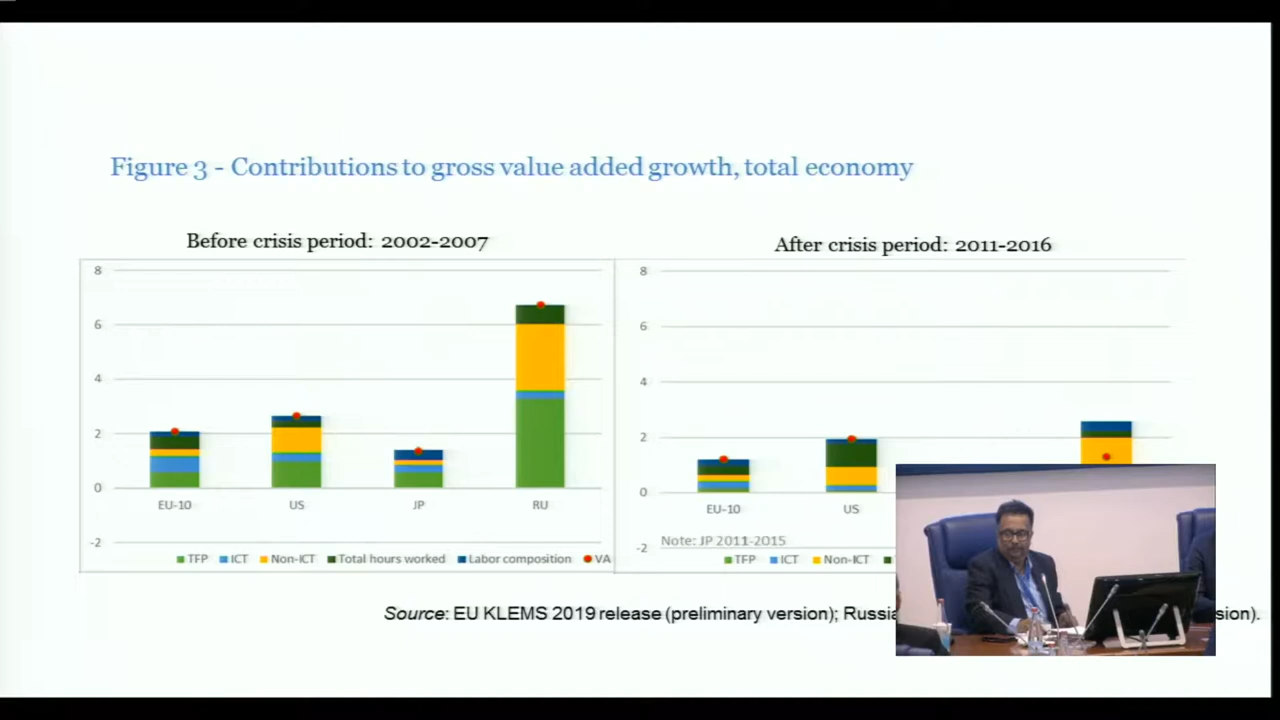 Figure 3 - Contributions to gross value added growth, total economy
Before crisis period: 2002-2007
After crisis period: 2011-2016
8
6
4
2
0
-2
EU-10 US JP RU
TFP ICT Non-ICT Total hours worked Labor composition VA
8
6
4
2
0
-2
EU-10 US
Note: JP 2011-2015
TFP ICT Non-ICT
Source: EU KLEMS 2019 release (preliminary version); Russia
sion).